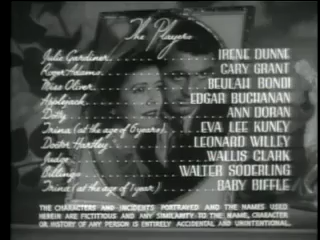 The Players
Julie Gardiner IRENE DUNNE
Roger Adams CARY GRANT
Miss Oliver BEULAH BONDI
Applejack EDGAR BUCHANAN
Dotty ANN DORAN
Trina (at the age of 6 years) EVA LEE KUNEY
Doctor Hartley LEONARD WILLEY
Judge WALLIS CLARK
Billings WALTER SODERLING
Trina (at the age of 1 year) BABY BIFFLE
THE CHARACTERS AND INCIDENTS PORTRAYED AND THE NAMES USED
HEREIN ARE FICTITIOUS AND ANY SIMILARITY TO THE NAME, CHARACTER
OR HISTORY OF ANY PERSON IS ENTIRELY ACCIDENTAL AND UNINTENTIONAL.